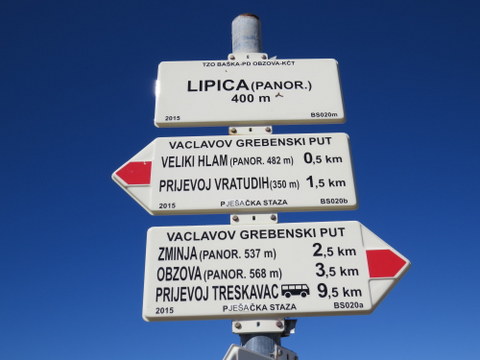 TZO BAŠKA-PD OBZOVA-KČT
LIPICA (PANOR.)
400 m
2015 BS020m
VACLAVOV GREBENSKI PUT
VELIKI HLAM (PANOR. 482 m) 0,5 km
PRIJEVOJ VRATUDIH (350 m) 1,5 km
2015 PJEŠAČKA STAZA BS020b
VACLAVOV GREBENSKI PUT
ZMINJA (PANOR. 537 m) 2,5 km
OBZOVA (PANOR. 568 m) 3,5 km
PRIJEVOJ TRESKAVAC 9,5 km
2015 PJEŠAČKA STAZA BS020a